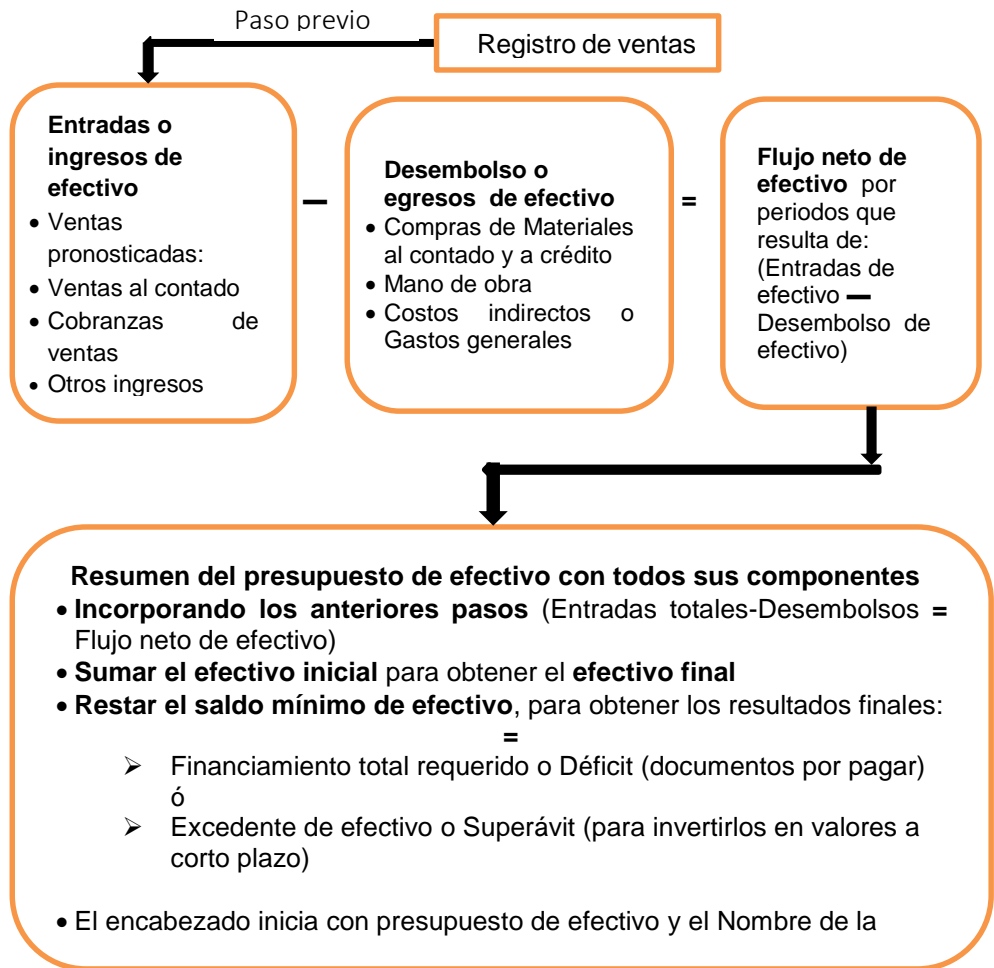 Paso previo
Registro de ventas
Entradas o
ingresos de
efectivo
• Ventas
pronosticadas:
• Ventas al contado
• Cobranzas de
ventas
• Otros ingresos
—
Desembolso o
egresos de efectivo
• Compras de Materiales
al contado y a crédito
• Mano de obra
• Costos indirectos o
Gastos generales
=
Flujo neto de
efectivo por
periodos que
resulta de:
(Entradas de
efectivo —
Desembolso de
efectivo)
Resumen del presupuesto de efectivo con todos sus componentes
• Incorporando los anteriores pasos (Entradas totales-Desembolsos =
Flujo neto de efectivo)
• Sumar el efectivo inicial para obtener el efectivo final
• Restar el saldo mínimo de efectivo, para obtener los resultados finales:
=
➢ Financiamiento total requerido o Déficit (documentos por pagar)
ó
➢ Excedente de efectivo o Superávit (para invertirlos en valores a
corto plazo)
• El encabezado inicia con presupuesto de efectivo y el Nombre de la